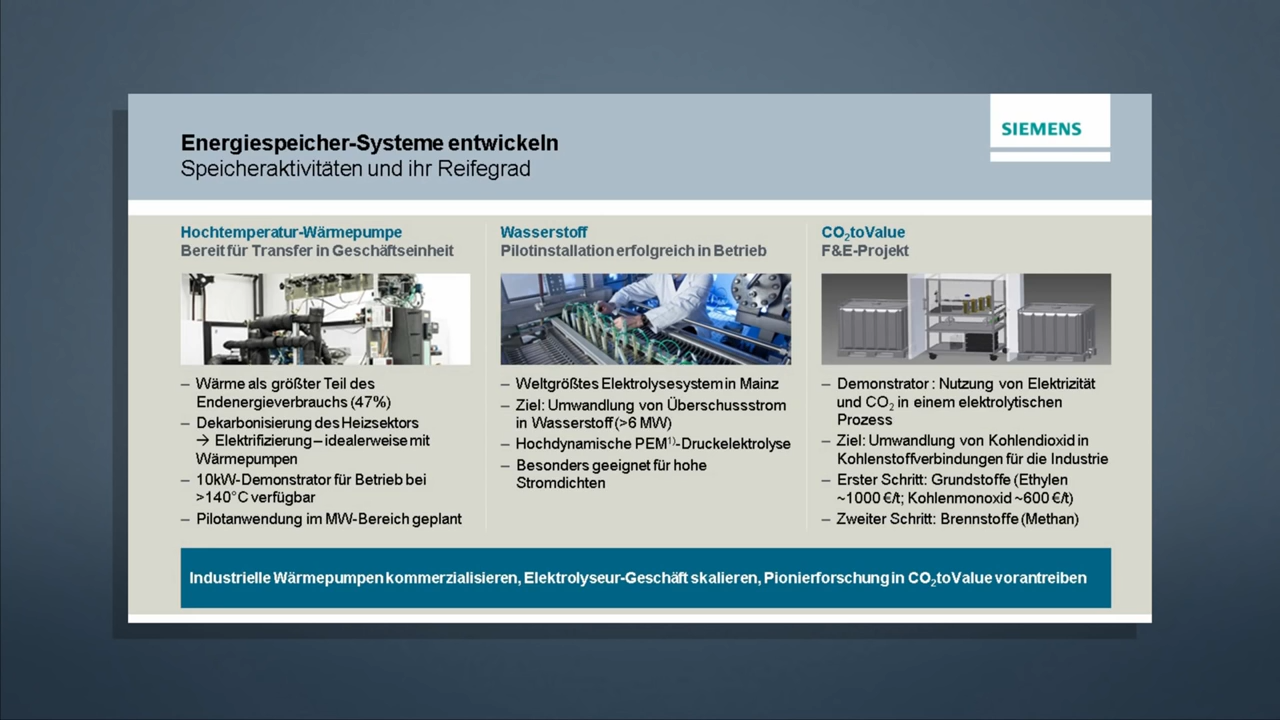 Energiespeicher-Systeme entwickeln
Speicheraktivitäten und ihr Reifegrad
SIEMENS
Hochtemperatur-Wärmepumpe
Bereit für Transfer in Geschäftseinheit
– Wärme als größter Teil des
Endenergieverbrauchs (47%)
– Dekarbonisierung des Heizsektors
→ Elektrifizierung – idealerweise mit
Wärmepumpen
– 10kW-Demonstrator für Betrieb bei
>140°C verfügbar
– Pilotanwendung im MW-Bereich geplant
Wasserstoff
Pilotinstallation erfolgreich in Betrieb
– Weltgrößtes Elektrolysesystem in Mainz
– Ziel: Umwandlung von Überschussstrom
in Wasserstoff (>6 MW)
– Hochdynamische PEM¹⁾-Druckelektrolyse
– Besonders geeignet für hohe
Stromdichten
CO₂toValue
F&E-Projekt
– Demonstrator : Nutzung von Elektrizität
und CO₂ in einem elektrolytischen
Prozess
– Ziel: Umwandlung von Kohlendioxid in
Kohlenstoffverbindungen für die Industrie
– Erster Schritt: Grundstoffe (Ethylen
~1000 €/t; Kohlenmonoxid ~600 €/t)
– Zweiter Schritt: Brennstoffe (Methan)
Industrielle Wärmepumpen kommerzialisieren, Elektrolyseur-Geschäft skalieren, Pionierforschung in CO₂toValue vorantreiben